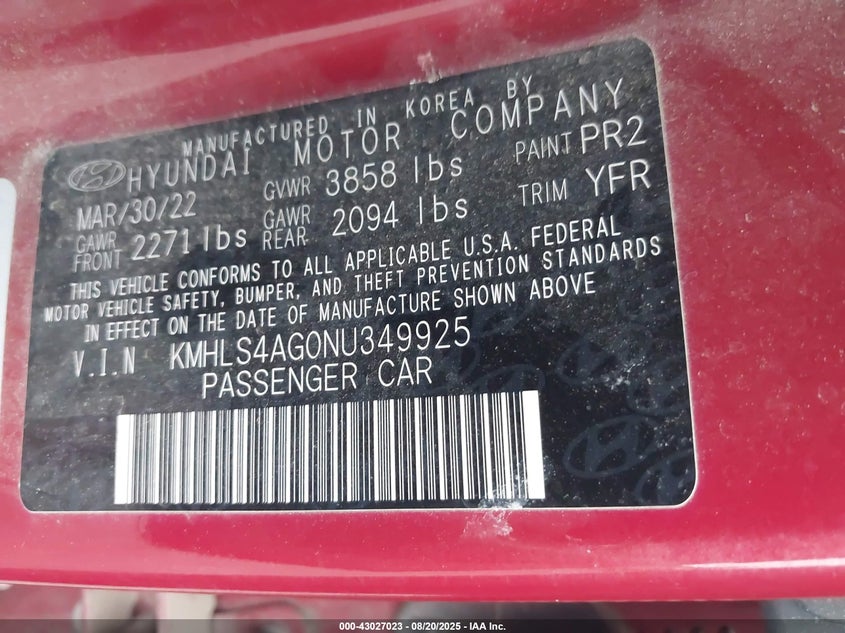 MANUFACTURED IN KOREA BY
HYUNDAI MOTOR COMPANY
MAR/30/22 GVWR 3858 lbs PAINT PR2
GAWR FRONT 2271 lbs GAWR REAR 2094 lbs TRIM YFR
THIS VEHICLE CONFORMS TO ALL APPLICABLE U.S.A. FEDERAL
MOTOR VEHICLE SAFETY, BUMPER, AND THEFT PREVENTION STANDARDS
IN EFFECT ON THE DATE OF MANUFACTURE SHOWN ABOVE
V.I.N KMHLS4AG0NU349925
PASSENGER CAR
000-43027023 - 08/20/2025 - IAA Inc.